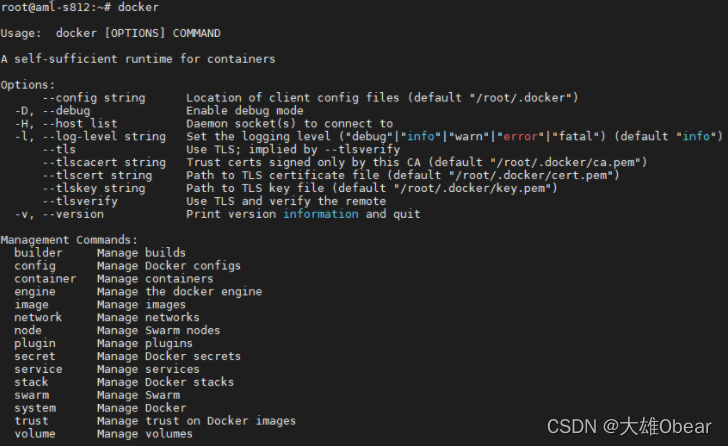 root@aml-s812:~# docker
Usage:  docker [OPTIONS] COMMAND
A self-sufficient runtime for containers
Options:
      --config string      Location of client config files (default "/root/.docker")
  -D, --debug              Enable debug mode
  -H, --host list          Daemon socket(s) to connect to
  -l, --log-level string   Set the logging level ("debug"|"info"|"warn"|"error"|"fatal") (default "info")
      --tls                Use TLS; implied by --tlsverify
      --tlscacert string   Trust certs signed only by this CA (default "/root/.docker/ca.pem")
      --tlscert string     Path to TLS certificate file (default "/root/.docker/cert.pem")
      --tlskey string      Path to TLS key file (default "/root/.docker/key.pem")
      --tlsverify          Use TLS and verify the remote
  -v, --version            Print version information and quit
Management Commands:
  builder     Manage builds
  config      Manage Docker configs
  container   Manage containers
  engine      Manage the docker engine
  image       Manage images
  network     Manage networks
  node        Manage Swarm nodes
  plugin      Manage plugins
  secret      Manage Docker secrets
  service     Manage services
  stack       Manage Docker stacks
  swarm       Manage Swarm
  system      Manage Docker
  trust       Manage trust on Docker images
  volume      Manage volumes
CSDN @大雄Obear